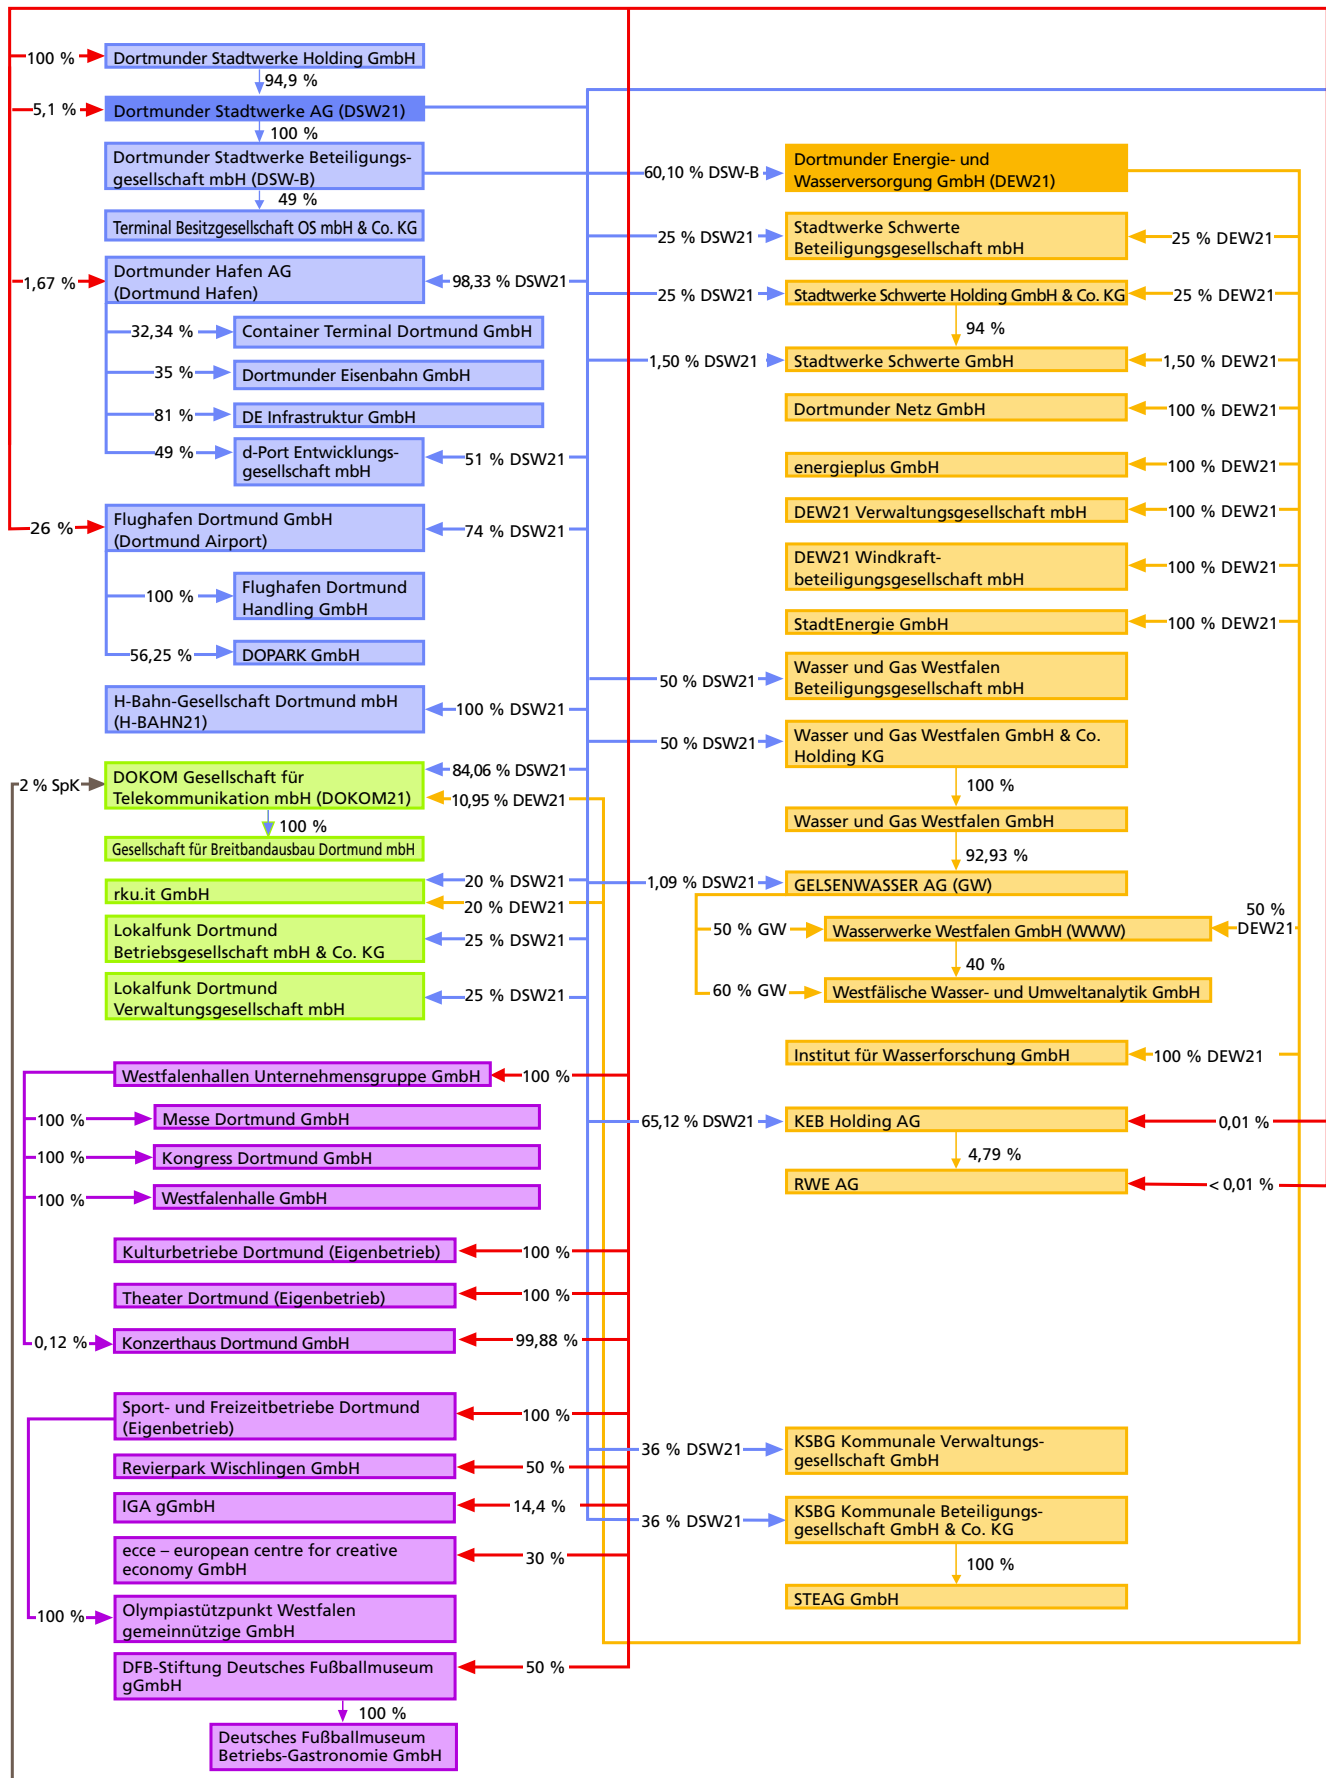 100 %
Dortmunder Stadtwerke Holding GmbH
94,9 %
5,1 %
Dortmunder Stadtwerke AG (DSW21)
100 %
Dortmunder Stadtwerke Beteiligungs-
gesellschaft mbH (DSW-B)
49 %
Terminal Besitzgesellschaft OS mbH & Co. KG
1,67 %
Dortmunder Hafen AG
(Dortmund Hafen)
98,33 % DSW21
32,34 %
Container Terminal Dortmund GmbH
35 %
Dortmunder Eisenbahn GmbH
81 %
DE Infrastruktur GmbH
49 %
d-Port Entwicklungs-
gesellschaft mbH
51 % DSW21
26 %
Flughafen Dortmund GmbH
(Dortmund Airport)
74 % DSW21
100 %
Flughafen Dortmund
Handling GmbH
56,25 %
DOPARK GmbH
H-Bahn-Gesellschaft Dortmund mbH
(H-BAHN21)
100 % DSW21
2 % SpK
DOKOM Gesellschaft für
Telekommunikation mbH (DOKOM21)
84,06 % DSW21
10,95 % DEW21
100 %
Gesellschaft für Breitbandausbau Dortmund mbH
rku.it GmbH
20 % DSW21
20 % DEW21
Lokalfunk Dortmund
Betriebsgesellschaft mbH & Co. KG
25 % DSW21
Lokalfunk Dortmund
Verwaltungsgesellschaft mbH
25 % DSW21
Westfalenhallen Unternehmensgruppe GmbH
100 %
100 %
Messe Dortmund GmbH
100 %
Kongress Dortmund GmbH
100 %
Westfalenhalle GmbH
Kulturbetriebe Dortmund (Eigenbetrieb)
100 %
Theater Dortmund (Eigenbetrieb)
100 %
0,12 %
Konzerthaus Dortmund GmbH
99,88 %
Sport- und Freizeitbetriebe Dortmund
(Eigenbetrieb)
100 %
Revierpark Wischlingen GmbH
50 %
IGA gGmbH
14,4 %
ecce – european centre for creative
economy GmbH
30 %
100 %
Olympiastützpunkt Westfalen
gemeinnützige GmbH
DFB-Stiftung Deutsches Fußballmuseum
gGmbH
50 %
100 %
Deutsches Fußballmuseum
Betriebs-Gastronomie GmbH
60,10 % DSW-B
Dortmunder Energie- und
Wasserversorgung GmbH (DEW21)
25 % DSW21
Stadtwerke Schwerte
Beteiligungsgesellschaft mbH
25 % DEW21
25 % DSW21
Stadtwerke Schwerte Holding GmbH & Co. KG
25 % DEW21
94 %
1,50 % DSW21
Stadtwerke Schwerte GmbH
1,50 % DEW21
Dortmunder Netz GmbH
100 % DEW21
energieplus GmbH
100 % DEW21
DEW21 Verwaltungsgesellschaft mbH
100 % DEW21
DEW21 Windkraft-
beteiligungsgesellschaft mbH
100 % DEW21
StadtEnergie GmbH
100 % DEW21
50 % DSW21
Wasser und Gas Westfalen
Beteiligungsgesellschaft mbH
50 % DSW21
Wasser und Gas Westfalen GmbH & Co.
Holding KG
100 %
Wasser und Gas Westfalen GmbH
92,93 %
1,09 % DSW21
GELSENWASSER AG (GW)
50 % GW
Wasserwerke Westfalen GmbH (WWW)
50 %
DEW21
40 %
60 % GW
Westfälische Wasser- und Umweltanalytik GmbH
Institut für Wasserforschung GmbH
100 % DEW21
65,12 % DSW21
KEB Holding AG
0,01 %
4,79 %
RWE AG
< 0,01 %
36 % DSW21
KSBG Kommunale Verwaltungs-
gesellschaft GmbH
36 % DSW21
KSBG Kommunale Beteiligungs-
gesellschaft GmbH & Co. KG
100 %
STEAG GmbH